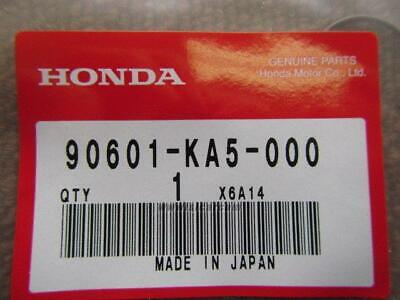 GENUINE PARTS
HONDA
Honda Motor Co., Ltd.
90601-KA5-000
QTY 1 X6A14
MADE IN JAPAN